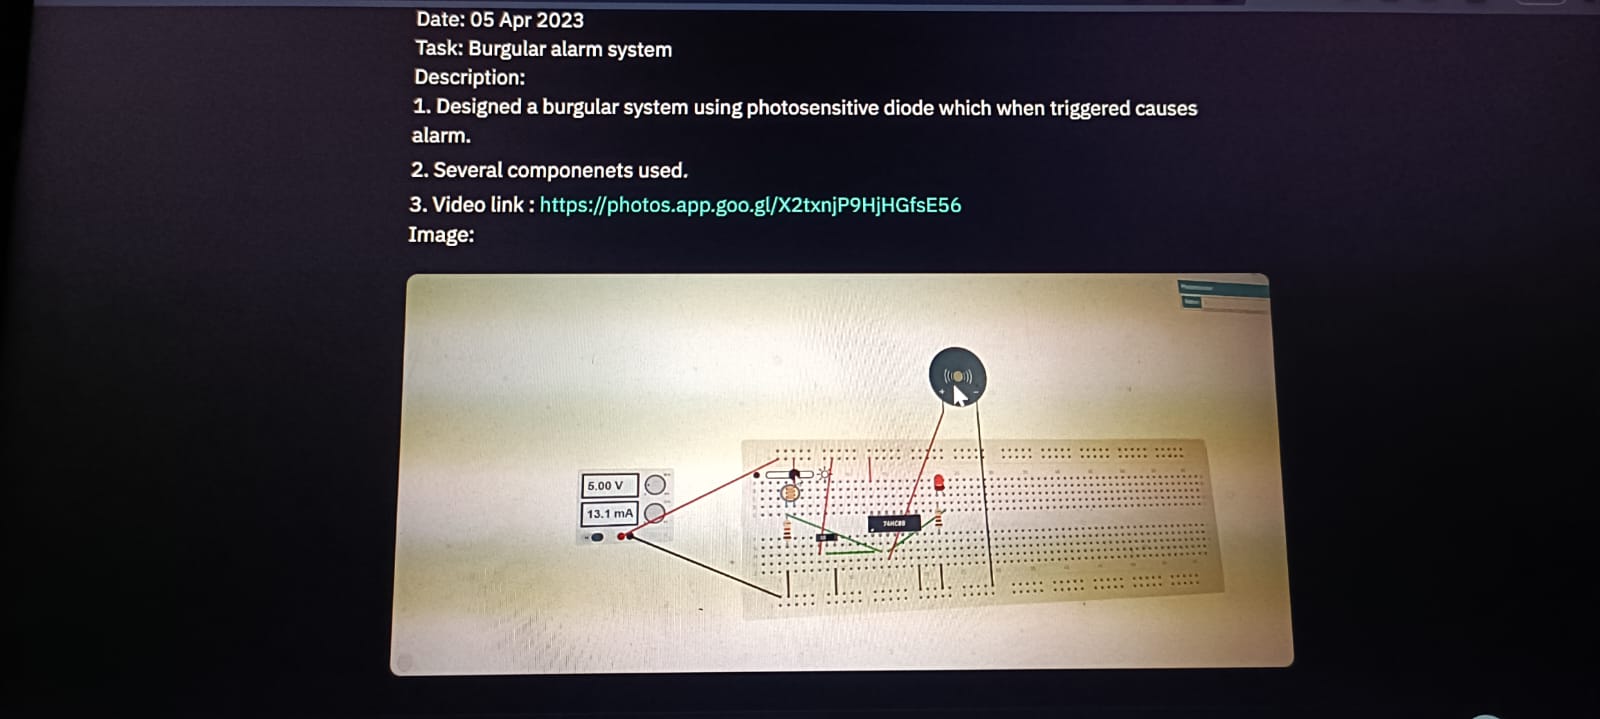 Date: 05 Apr 2023
Task: Burgular alarm system
Description:
1. Designed a burgular system using photosensitive diode which when triggered causes
alarm.
2. Several componenets used.
3. Video link : https://photos.app.goo.gl/X2txnjP9HjHGfsE56
Image:
5.00 V
13.1 mA